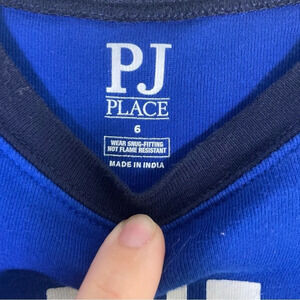 PJ
PLACE
6
WEAR SNUG-FITTING
NOT FLAME RESISTANT
MADE IN INDIA